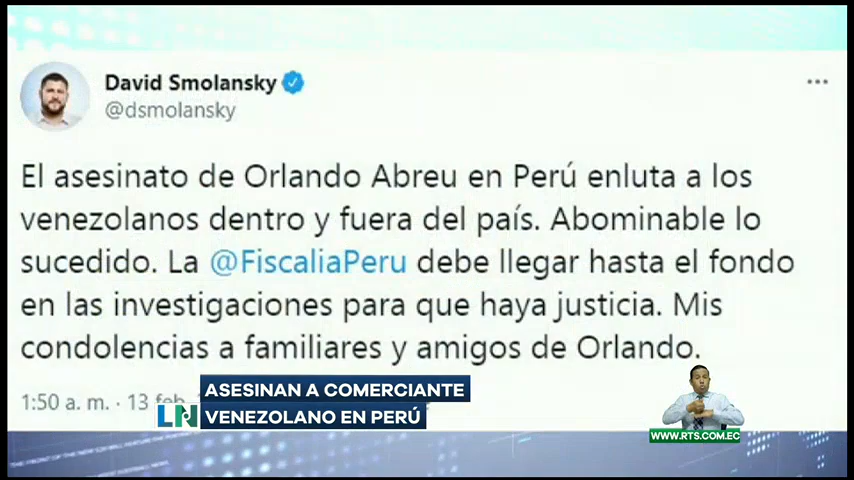 David Smolansky
@dsmolansky
El asesinato de Orlando Abreu en Perú enluta a los
venezolanos dentro y fuera del país. Abominable lo
sucedido. La @FiscaliaPeru debe llegar hasta el fondo
en las investigaciones para que haya justicia. Mis
condolencias a familiares y amigos de Orlando.
1:50 a. m. · 13 feb.
ASESINAN A COMERCIANTE
LN VENEZOLANO EN PERÚ
WWW.RTS.COM.EC